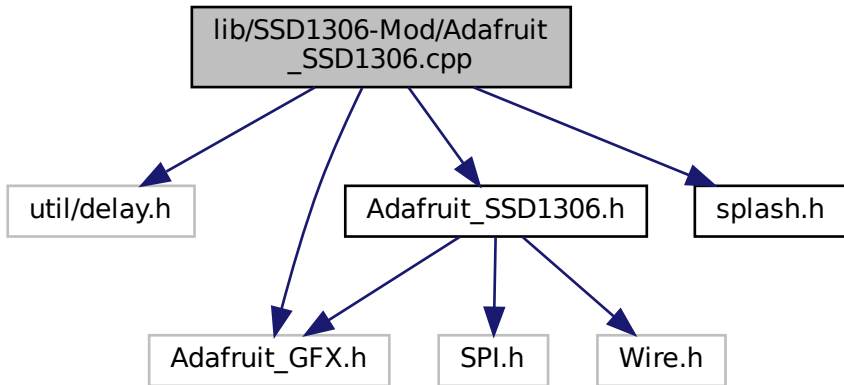 lib/SSD1306-Mod/Adafruit
_SSD1306.cpp
util/delay.h
Adafruit_SSD1306.h
splash.h
Adafruit_GFX.h
SPI.h
Wire.h